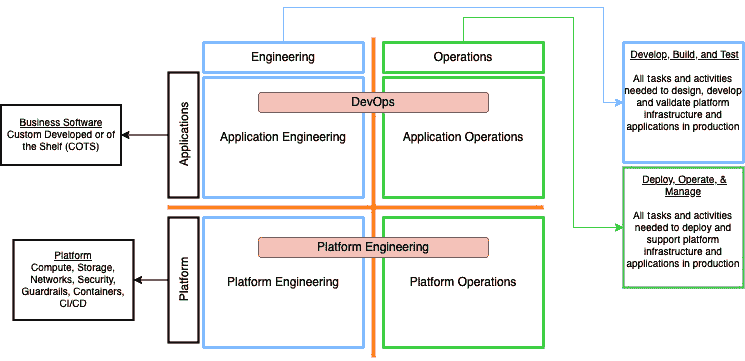 Engineering
Operations
Develop, Build, and Test
All tasks and activities
needed to design, develop
and validate platform
infrastructure and
applications in production
Business Software
Custom Developed or of
the Shelf (COTS)
Applications
DevOps
Application Engineering
Application Operations
Deploy, Operate, &
Manage
All tasks and activities
needed to deploy and
support platform
infrastructure and
applications in production
Platform
Compute, Storage,
Networks, Security,
Guardrails, Containers,
CI/CD
Platform
Platform Engineering
Platform Engineering
Platform Operations